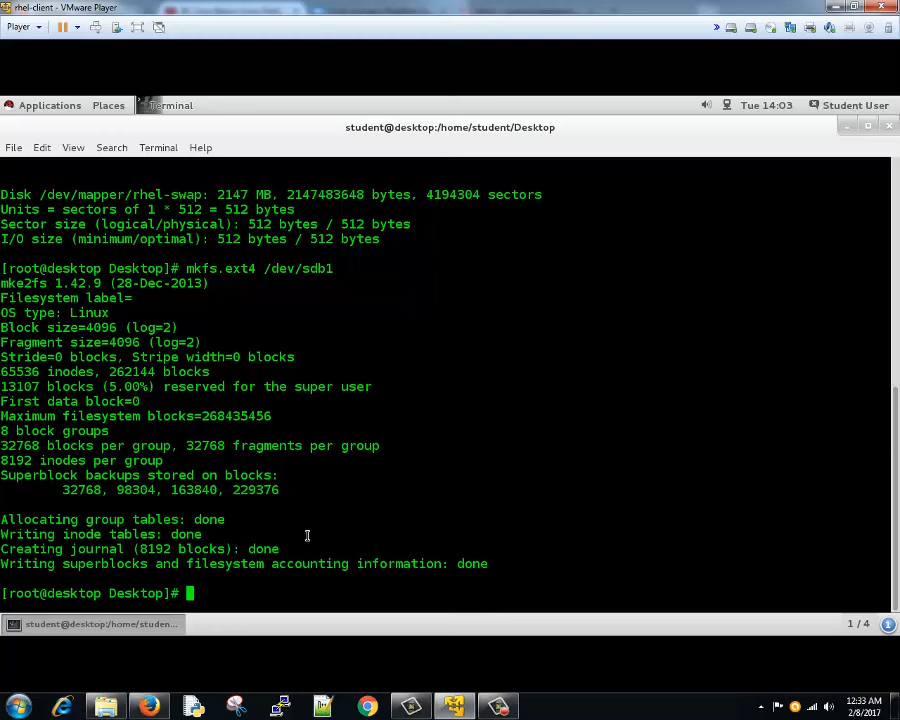 rhel-client - VMware Player
Player
Applications Places Terminal Tue 14:03 Student User
student@desktop:/home/student/Desktop
File Edit View Search Terminal Help
Disk /dev/mapper/rhel-swap: 2147 MB, 2147483648 bytes, 4194304 sectors
Units = sectors of 1 * 512 = 512 bytes
Sector size (logical/physical): 512 bytes / 512 bytes
I/O size (minimum/optimal): 512 bytes / 512 bytes
[root@desktop Desktop]# mkfs.ext4 /dev/sdb1
mke2fs 1.42.9 (28-Dec-2013)
Filesystem label=
OS type: Linux
Block size=4096 (log=2)
Fragment size=4096 (log=2)
Stride=0 blocks, Stripe width=0 blocks
65536 inodes, 262144 blocks
13107 blocks (5.00%) reserved for the super user
First data block=0
Maximum filesystem blocks=268435456
8 block groups
32768 blocks per group, 32768 fragments per group
8192 inodes per group
Superblock backups stored on blocks:
32768, 98304, 163840, 229376
Allocating group tables: done
Writing inode tables: done
Creating journal (8192 blocks): done
Writing superblocks and filesystem accounting information: done
[root@desktop Desktop]#
student@desktop:/home/studen... 1 / 4 1
12:33 AM
2/8/2017